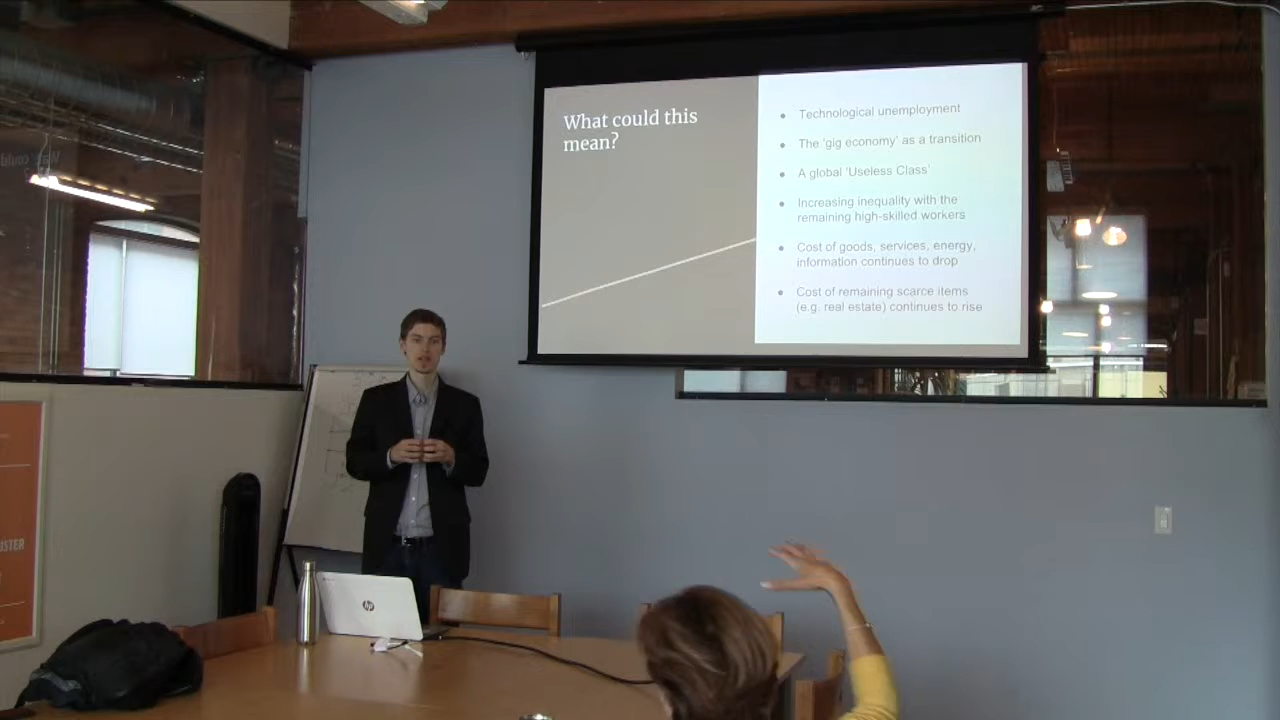 What could this
mean?
● Technological unemployment
● The 'gig economy' as a transition
● A global 'Useless Class'
● Increasing inequality with the
remaining high-skilled workers
● Cost of goods, services, energy,
information continues to drop
● Cost of remaining scarce items
(e.g. real estate) continues to rise
hp